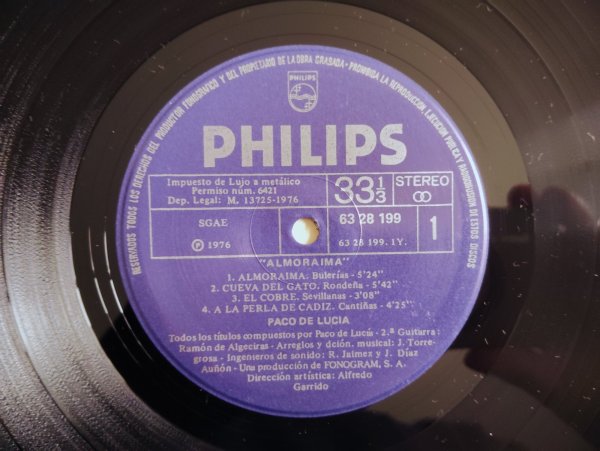 RESERVADOS TODOS LOS DERECHOS DEL PRODUCTOR FONOGRAFICO Y DEL PROPIETARIO DE LA OBRA GRABADA - PROHIBIDA LA REPRODUCCION, EJECUCION PUBLICA Y RADIODIFUSION DE ESTOS DISCOS
PHILIPS
PHILIPS
Impuesto de Lujo a metálico
Permiso núm. 6421
Dep. Legal: M. 13725-1976
33 1/3
STEREO
SGAE
℗ 1976
63 28 199
63 28 199. 1Y.
1
"ALMORAIMA"
1. ALMORAIMA. Bulerías - 5'24"
2. CUEVA DEL GATO. Rondeña - 5'42"
3. EL COBRE. Sevillanas - 3'08"
4. A LA PERLA DE CADIZ. Cantiñas - 4'25"
PACO DE LUCIA
Todos los títulos compuestos por Paco de Lucía - 2.ª Guitarra:
Ramón de Algeciras - Arreglos y dción. musical: J. Torre-
grosa - Ingenieros de sonido: R. Jaimez y J. Díaz
Auñón - Una producción de FONOGRAM, S. A.
Dirección artística: Alfredo
Garrido